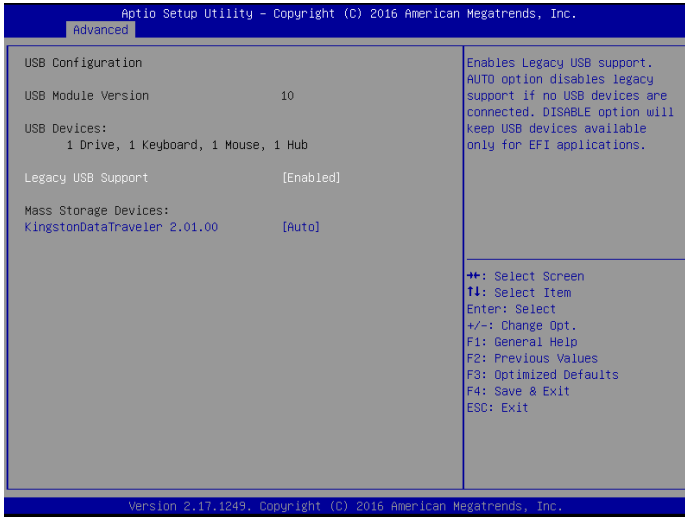 Aptio Setup Utility – Copyright (C) 2016 American Megatrends, Inc.
Advanced
USB Configuration
USB Module Version 10
USB Devices:
1 Drive, 1 Keyboard, 1 Mouse, 1 Hub
Legacy USB Support [Enabled]
Mass Storage Devices:
KingstonDataTraveler 2.01.00 [Auto]
Enables Legacy USB support.
AUTO option disables legacy
support if no USB devices are
connected. DISABLE option will
keep USB devices available
only for EFI applications.
→←: Select Screen
↑↓: Select Item
Enter: Select
+/-: Change Opt.
F1: General Help
F2: Previous Values
F3: Optimized Defaults
F4: Save & Exit
ESC: Exit
Version 2.17.1249. Copyright (C) 2016 American Megatrends, Inc.